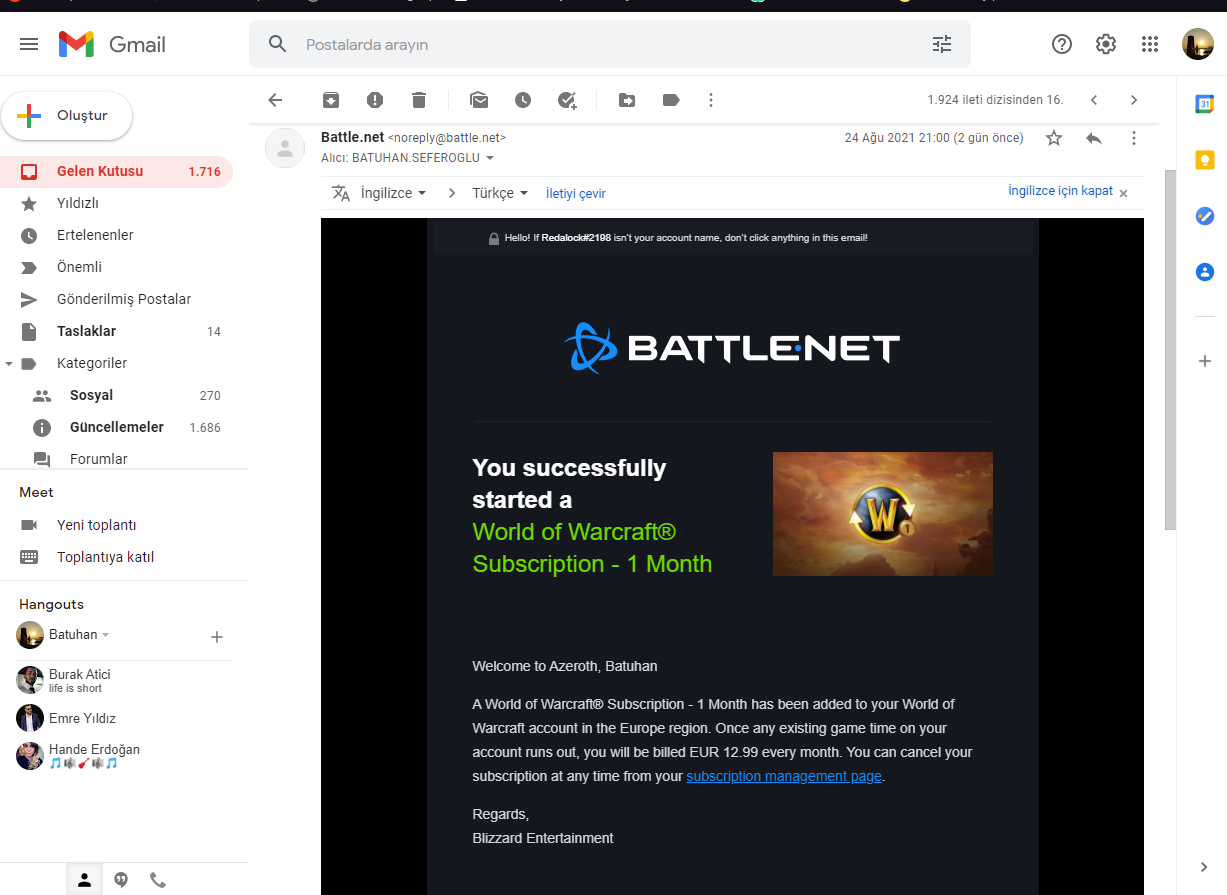 Gmail
Postalarda arayın
Oluştur
1.924 ileti dizisinden 16.
Gelen Kutusu 1.716
Yıldızlı
Ertelenenler
Önemli
Gönderilmiş Postalar
Taslaklar 14
Kategoriler
Sosyal 270
Güncellemeler 1.686
Forumlar
Meet
Yeni toplantı
Toplantıya katıl
Hangouts
Batuhan
Burak Atici
life is short
Emre Yıldız
Hande Erdoğan
31
Battle.net <noreply@battle.net>
24 Ağu 2021 21:00 (2 gün önce)
Alıcı: BATUHAN.SEFEROGLU
İngilizce > Türkçe İletiyi çevir
İngilizce için kapat ×
Hello! If Redalock#2198 isn't your account name, don't click anything in this email!
BATTLE.NET
You successfully
started a
World of Warcraft®
Subscription - 1 Month
W
1
Welcome to Azeroth, Batuhan
A World of Warcraft® Subscription - 1 Month has been added to your World of
Warcraft account in the Europe region. Once any existing game time on your
account runs out, you will be billed EUR 12.99 every month. You can cancel your
subscription at any time from your subscription management page.
Regards,
Blizzard Entertainment